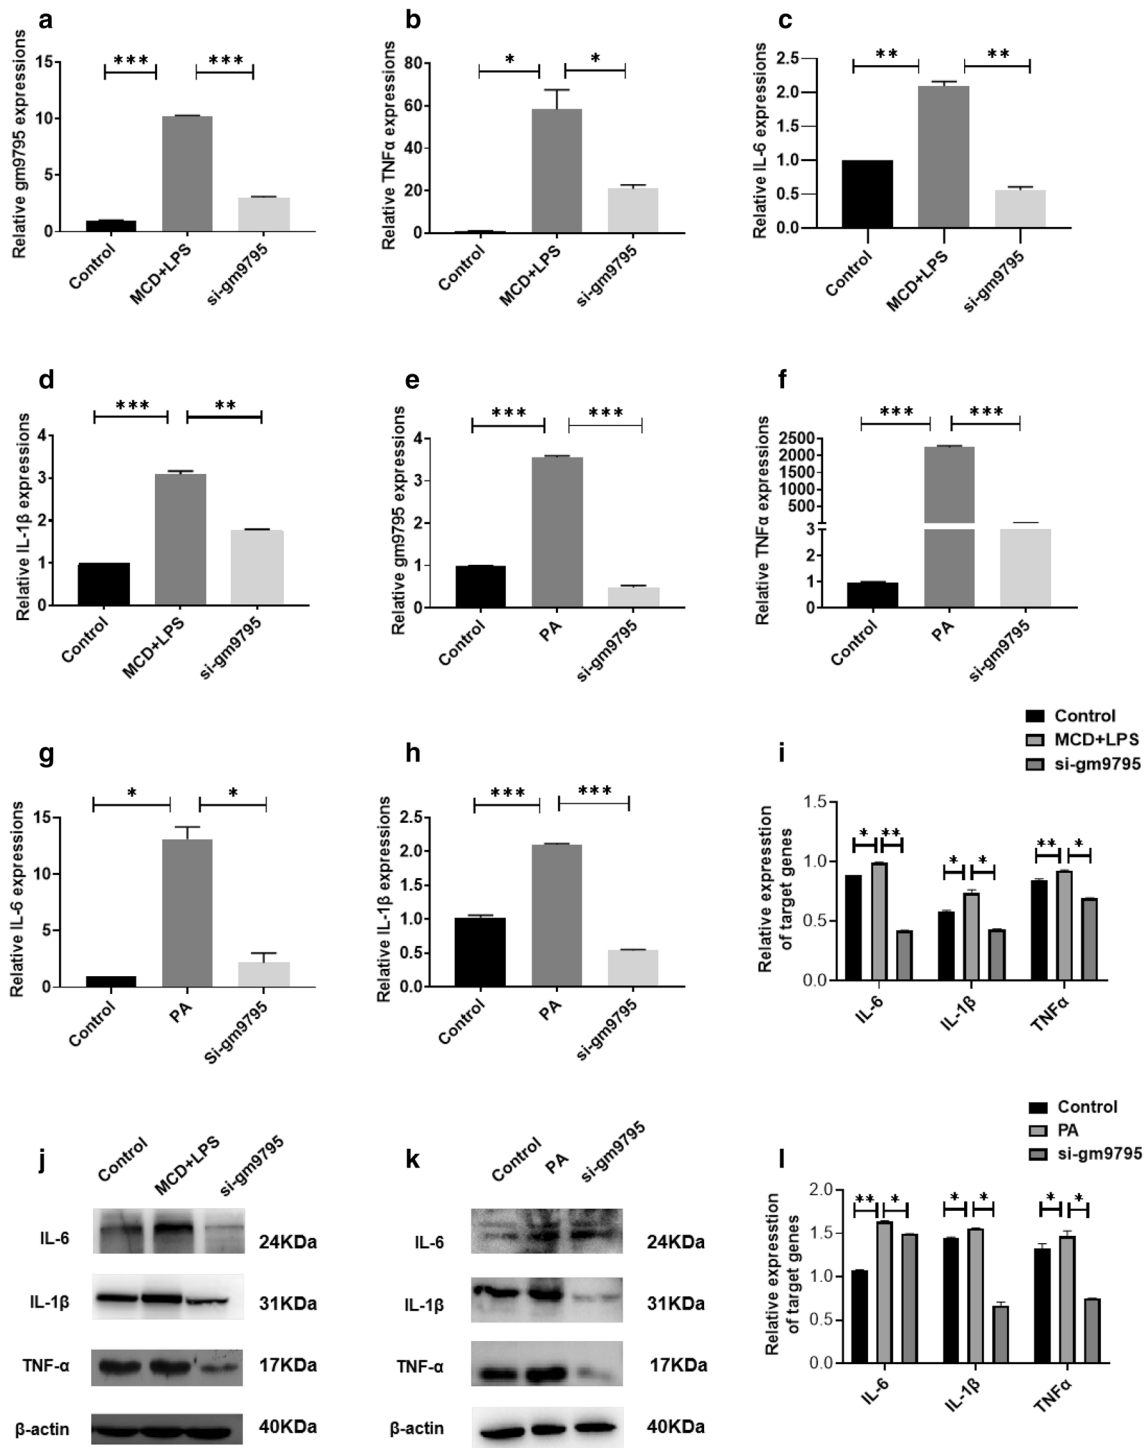 a
Relative gm9795 expressions
15
10
5
0
***
***
Control
MCD+LPS
si-gm9795
b
Relative TNFα expressions
80
60
40
20
0
*
*
Control
MCD+LPS
si-gm9795
c
Relative IL-6 expressions
2.5
2.0
1.5
1.0
0.5
0.0
**
**
Control
MCD+LPS
si-gm9795
d
Relative IL-1β expressions
4
3
2
1
0
***
**
Control
MCD+LPS
si-gm9795
e
Relative gm9795 expressions
4
3
2
1
0
***
***
Control
PA
si-gm9795
f
Relative TNFα expressions
2500
2000
1500
1000
500
3
2
1
0
***
***
Control
PA
si-gm9795
g
Relative IL-6 expressions
15
10
5
0
*
*
Control
PA
Si-gm9795
h
Relative IL-1β expressions
2.5
2.0
1.5
1.0
0.5
0.0
***
***
Control
PA
si-gm9795
i
Control
MCD+LPS
si-gm9795
Relative expresstion
of target genes
1.5
1.0
0.5
0.0
* **
* *
** *
IL-6
IL-1β
TNFα
j
Control
MCD+LPS
si-gm9795
IL-6 24KDa
IL-1β 31KDa
TNF-α 17KDa
β-actin 40KDa
k
Control
PA
si-gm9795
IL-6 24KDa
IL-1β 31KDa
TNF-α 17KDa
β-actin 40KDa
l
Control
PA
si-gm9795
Relative expresstion
of target genes
2.0
1.5
1.0
0.5
0.0
** *
* *
* *
IL-6
IL-1β
TNFα